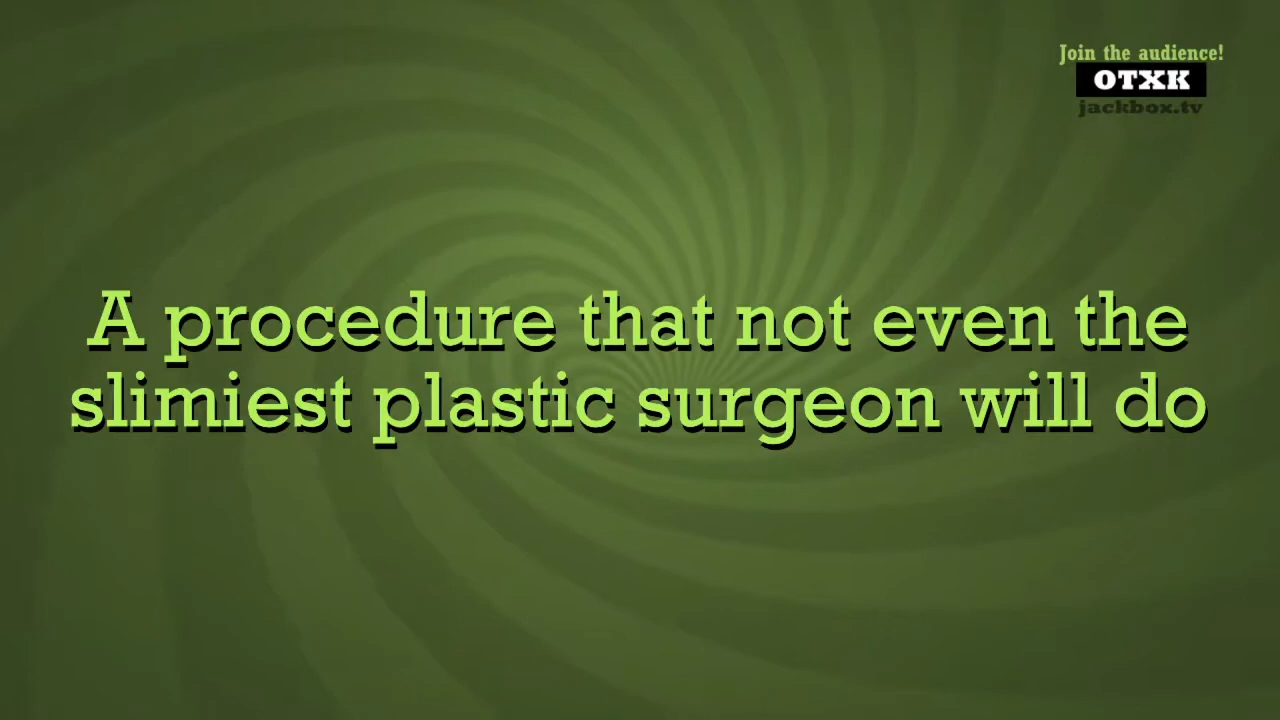 Join the audience!
OTXK
jackbox.tv
A procedure that not even the
slimiest plastic surgeon will do